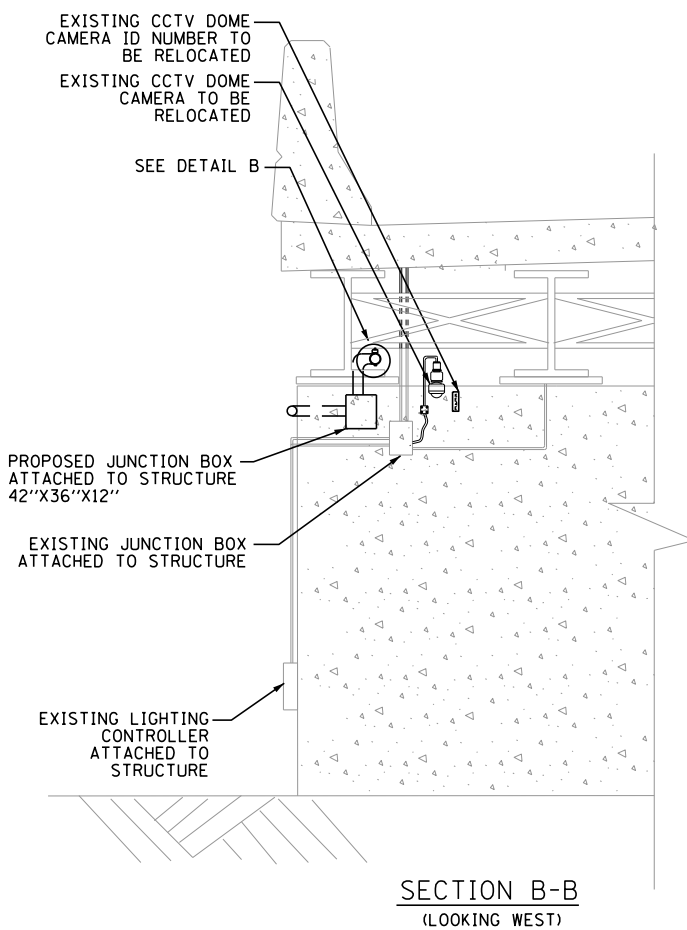 EXISTING CCTV DOME
CAMERA ID NUMBER TO
BE RELOCATED
EXISTING CCTV DOME
CAMERA TO BE
RELOCATED
SEE DETAIL B
PROPOSED JUNCTION BOX
ATTACHED TO STRUCTURE
42''X36''X12''
EXISTING JUNCTION BOX
ATTACHED TO STRUCTURE
EXISTING LIGHTING
CONTROLLER
ATTACHED TO
STRUCTURE
SECTION B-B
(LOOKING WEST)